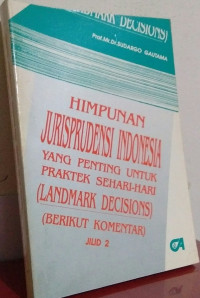 (LANDMARK DECISIONS)
Prof.Mr.Dr.SUDARGO GAUTAMA
HIMPUNAN
JURISPRUDENSI INDONESIA
YANG PENTING UNTUK
PRAKTEK SEHARI-HARI
(LANDMARK DECISIONS)
(BERIKUT KOMENTAR)
JILID 2